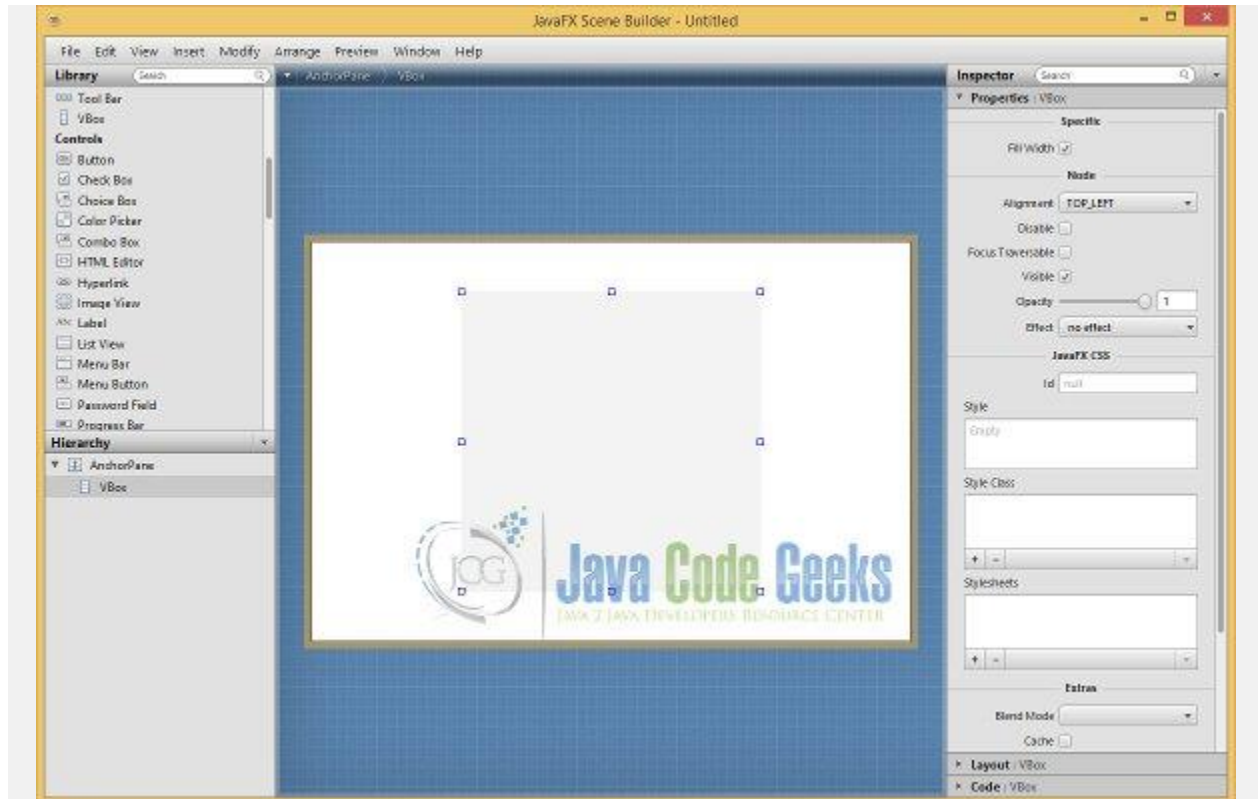 JavaFX Scene Builder - Untitled
File Edit View Insert Modify Arrange Preview Window Help
Library Search
AnchorPane VBox
Tool Bar
VBox
Controls
Button
Check Box
Choice Box
Color Picker
Combo Box
HTML Editor
Hyperlink
Image View
Abc Label
List View
Menu Bar
Menu Button
Password Field
Progress Bar
Hierarchy
AnchorPane
VBox
JCG
Java Code Geeks
JAVA 2 JAVA DEVELOPERS RESOURCE CENTER
Inspector Search
Properties : VBox
Specific
Fill Width
Node
Alignment TOP_LEFT
Disable
Focus Traversable
Visible
Opacity 1
Effect no effect
JavaFX CSS
Id null
Style
Empty
Style Class
+ -
Stylesheets
+ -
Extras
Blend Mode
Cache
Layout : VBox
Code : VBox